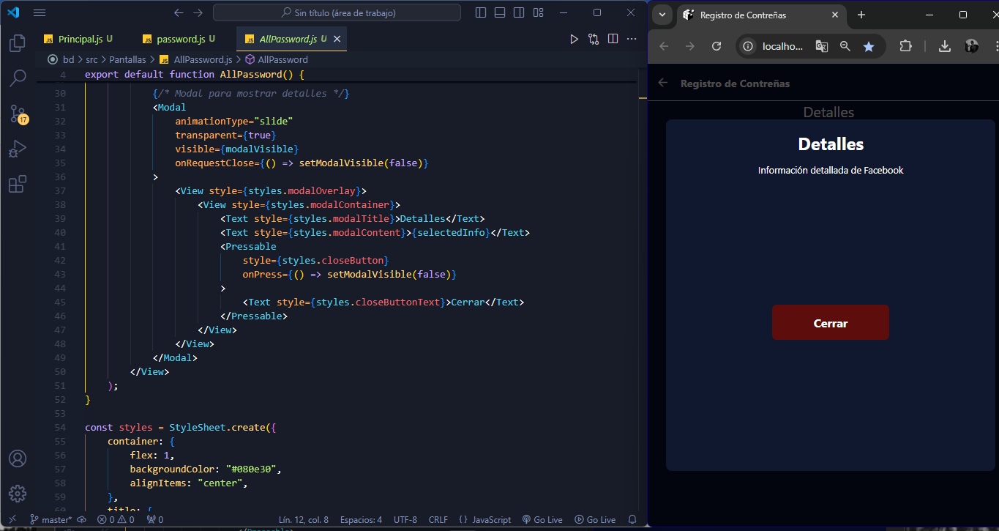 Sin título (área de trabajo)
Principal.js U
password.js U
AllPassword.js U
bd > src > Pantallas > AllPassword.js > AllPassword
4 export default function AllPassword() {
30 {/* Modal para mostrar detalles */}
31 <Modal
32 animationType="slide"
33 transparent={true}
34 visible={modalVisible}
35 onRequestClose={() => setModalVisible(false)}
36 >
37 <View style={styles.modalOverlay}>
38 <View style={styles.modalContainer}>
39 <Text style={styles.modalTitle}>Detalles</Text>
40 <Text style={styles.modalContent}>{selectedInfo}</Text>
41 <Pressable
42 style={styles.closeButton}
43 onPress={() => setModalVisible(false)}
44 >
45 <Text style={styles.closeButtonText}>Cerrar</Text>
46 </Pressable>
47 </View>
48 </View>
49 </Modal>
50 </View>
51 );
52 }
53
54 const styles = StyleSheet.create({
55 container: {
56 flex: 1,
57 backgroundColor: "#080e30",
58 alignItems: "center",
59 },
60 title: {
17
master* 0 0 0 Lín. 12, col. 8 Espacios: 4 UTF-8 CRLF {} JavaScript Go Live Go Live
Registro de Contreñas
localho...
Registro de Contreñas
Detalles
Detalles
Información detallada de Facebook
Cerrar